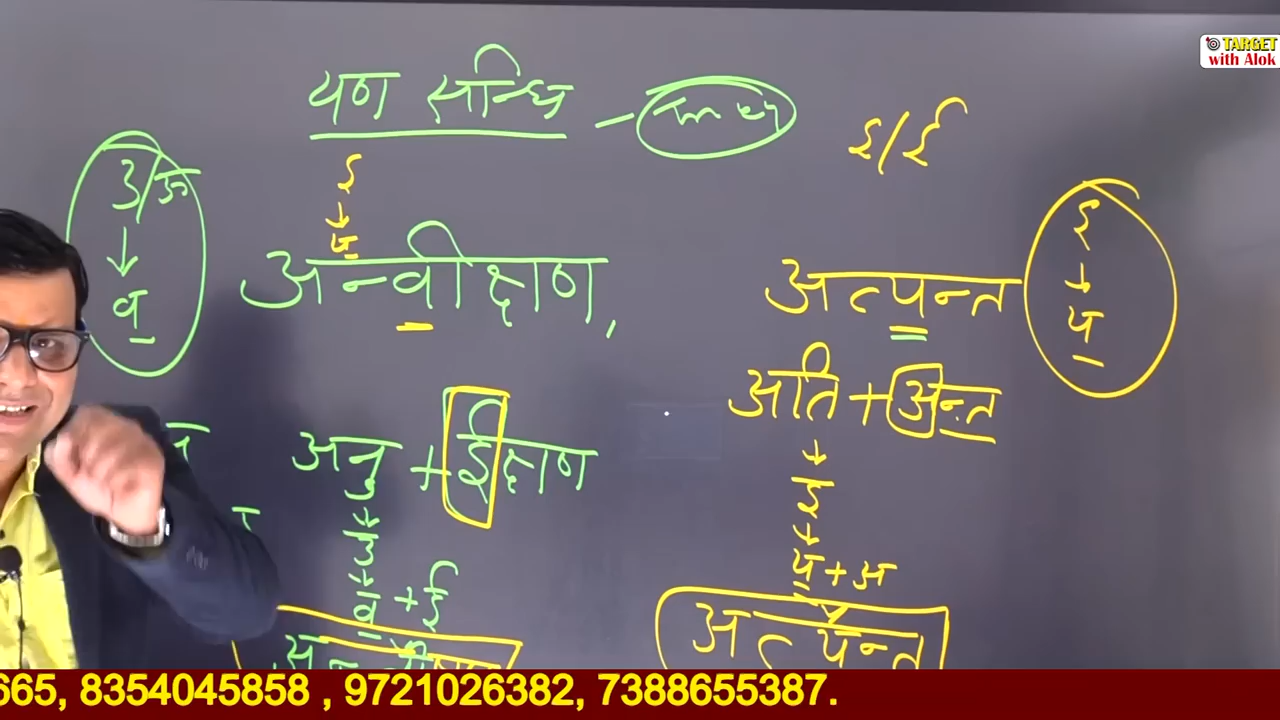 TARGET
with Alok
यण सन्धि –
इ/ई
उ/ऊ
↓
व
इ
↓
य
अन्वीक्षण,
अत्यन्त
इ
↓
य
अनु + ईक्षण
↓
उ
↓
व + ई
अति + अन्त
↓
इ
↓
य + अ
अत्यन्त
665, 8354045858 , 9721026382, 7388655387.